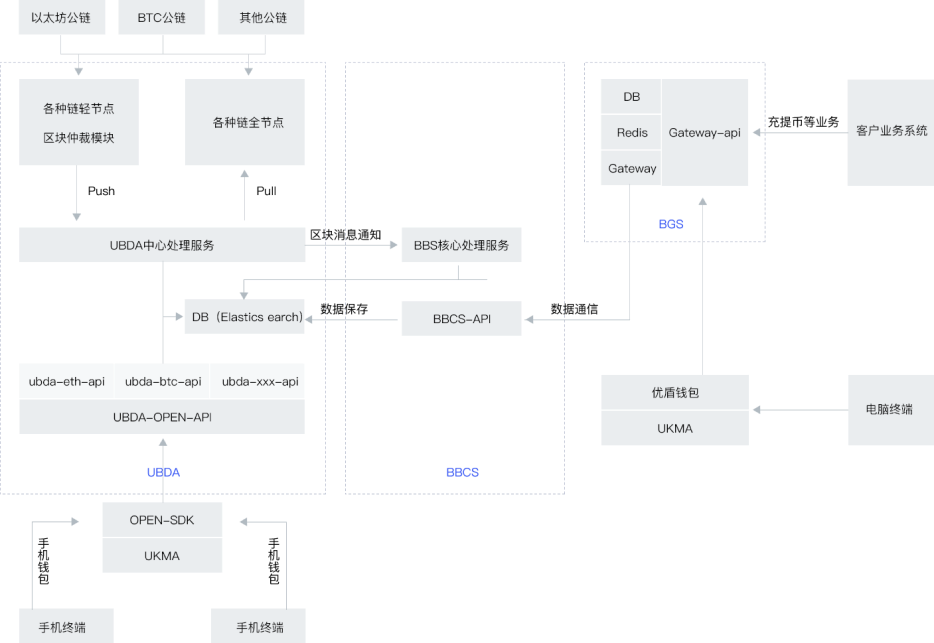 以太坊公链
BTC公链
其他公链
各种链轻节点
区块仲裁模块
各种链全节点
Push
Pull
UBDA中心处理服务
区块消息通知
BBS核心处理服务
DB（Elastics earch）
数据保存
BBCS-API
数据通信
ubda-eth-api
ubda-btc-api
ubda-xxx-api
UBDA-OPEN-API
UBDA
BBCS
DB
Redis
Gateway
Gateway-api
BGS
充提币等业务
客户业务系统
优盾钱包
UKMA
电脑终端
OPEN-SDK
UKMA
手机钱包
手机钱包
手机终端
手机终端